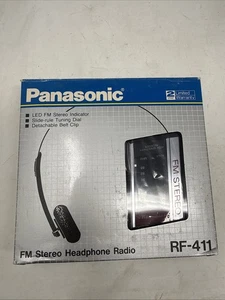 Panasonic
2
Limited
Warranty
▪ LED FM Stereo Indicator
▪ Slide-rule Tuning Dial
▪ Detachable Belt Clip
FM STEREO
FM Stereo Headphone Radio
RF-411